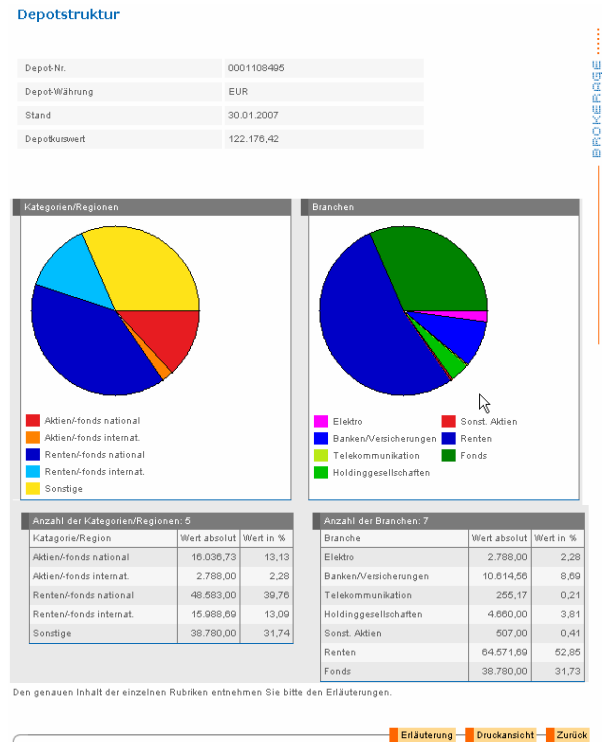 Depotstruktur
BROKERAGE
Depot-Nr. 0001108495
Depot-Währung EUR
Stand 30.01.2007
Depotkurswert 122.176,42
Kategorien/Regionen
Aktien/-fonds national
Aktien/-fonds internat.
Renten/-fonds national
Renten/-fonds internat.
Sonstige
Branchen
Elektro
Banken/Versicherungen
Telekommunikation
Holdinggesellschaften
Sonst. Aktien
Renten
Fonds
Anzahl der Kategorien/Regionen: 5
Katagorie/Region Wert absolut Wert in %
Aktien/-fonds national 16.036,73 13,13
Aktien/-fonds internat. 2.788,00 2,28
Renten/-fonds national 48.583,00 39,76
Renten/-fonds internat. 15.988,69 13,09
Sonstige 38.780,00 31,74
Anzahl der Branchen: 7
Branche Wert absolut Wert in %
Elektro 2.788,00 2,28
Banken/Versicherungen 10.614,56 8,69
Telekommunikation 255,17 0,21
Holdinggesellschaften 4.660,00 3,81
Sonst. Aktien 507,00 0,41
Renten 64.571,69 52,85
Fonds 38.780,00 31,73
Den genauen Inhalt der einzelnen Rubriken entnehmen Sie bitte den Erläuterungen.
Erläuterung Druckansicht Zurück